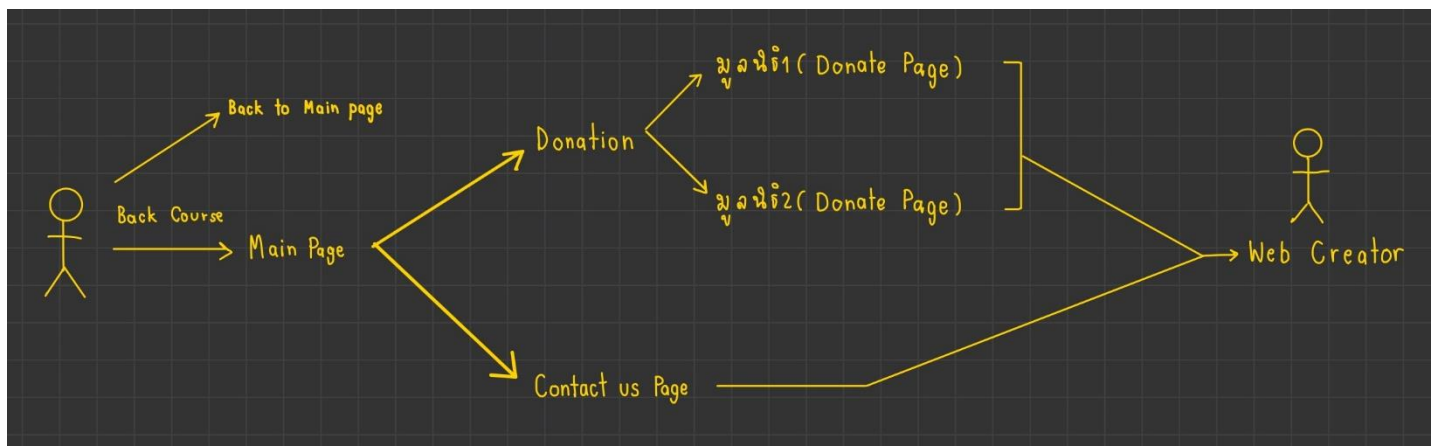 Back to Main page
Back Course
Main Page
Donation
มูลนิธิ1 (Donate Page)
มูลนิธิ2 (Donate Page)
Contact us Page
Web Creator